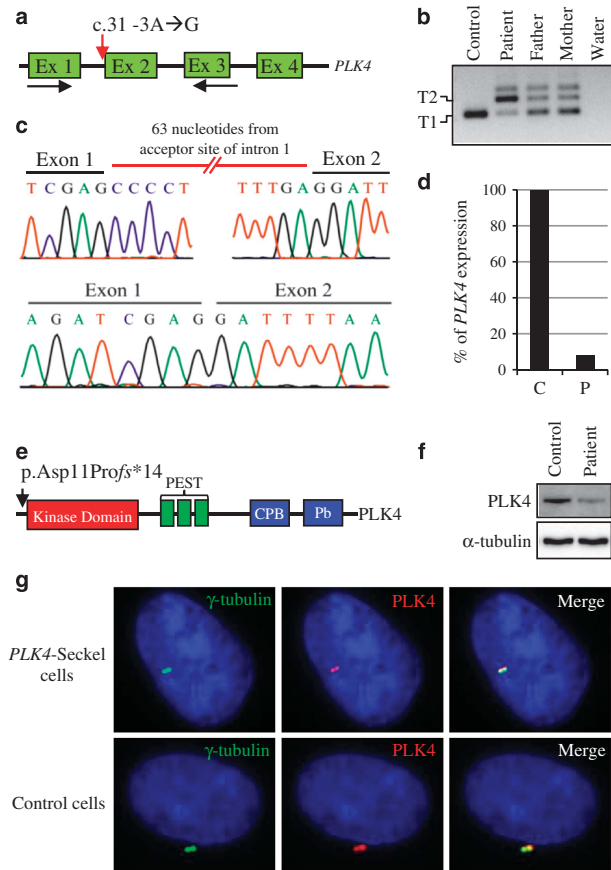 a
c.31 -3A→G
Ex 1
Ex 2
Ex 3
Ex 4
PLK4
b
Control
Patient
Father
Mother
Water
T2
T1
c
63 nucleotides from
acceptor site of intron 1
Exon 1
Exon 2
T C G A G C C C C T
T T T G A G G A T T
Exon 1
Exon 2
A G A T C G A G G A T T T T A A
d
% of PLK4 expression
100
80
60
40
20
0
C
P
e
p.Asp11Profs*14
PEST
Kinase Domain
CPB
Pb
PLK4
f
Control
Patient
PLK4
α-tubulin
g
PLK4-Seckel
cells
γ-tubulin
PLK4
Merge
Control cells
γ-tubulin
PLK4
Merge